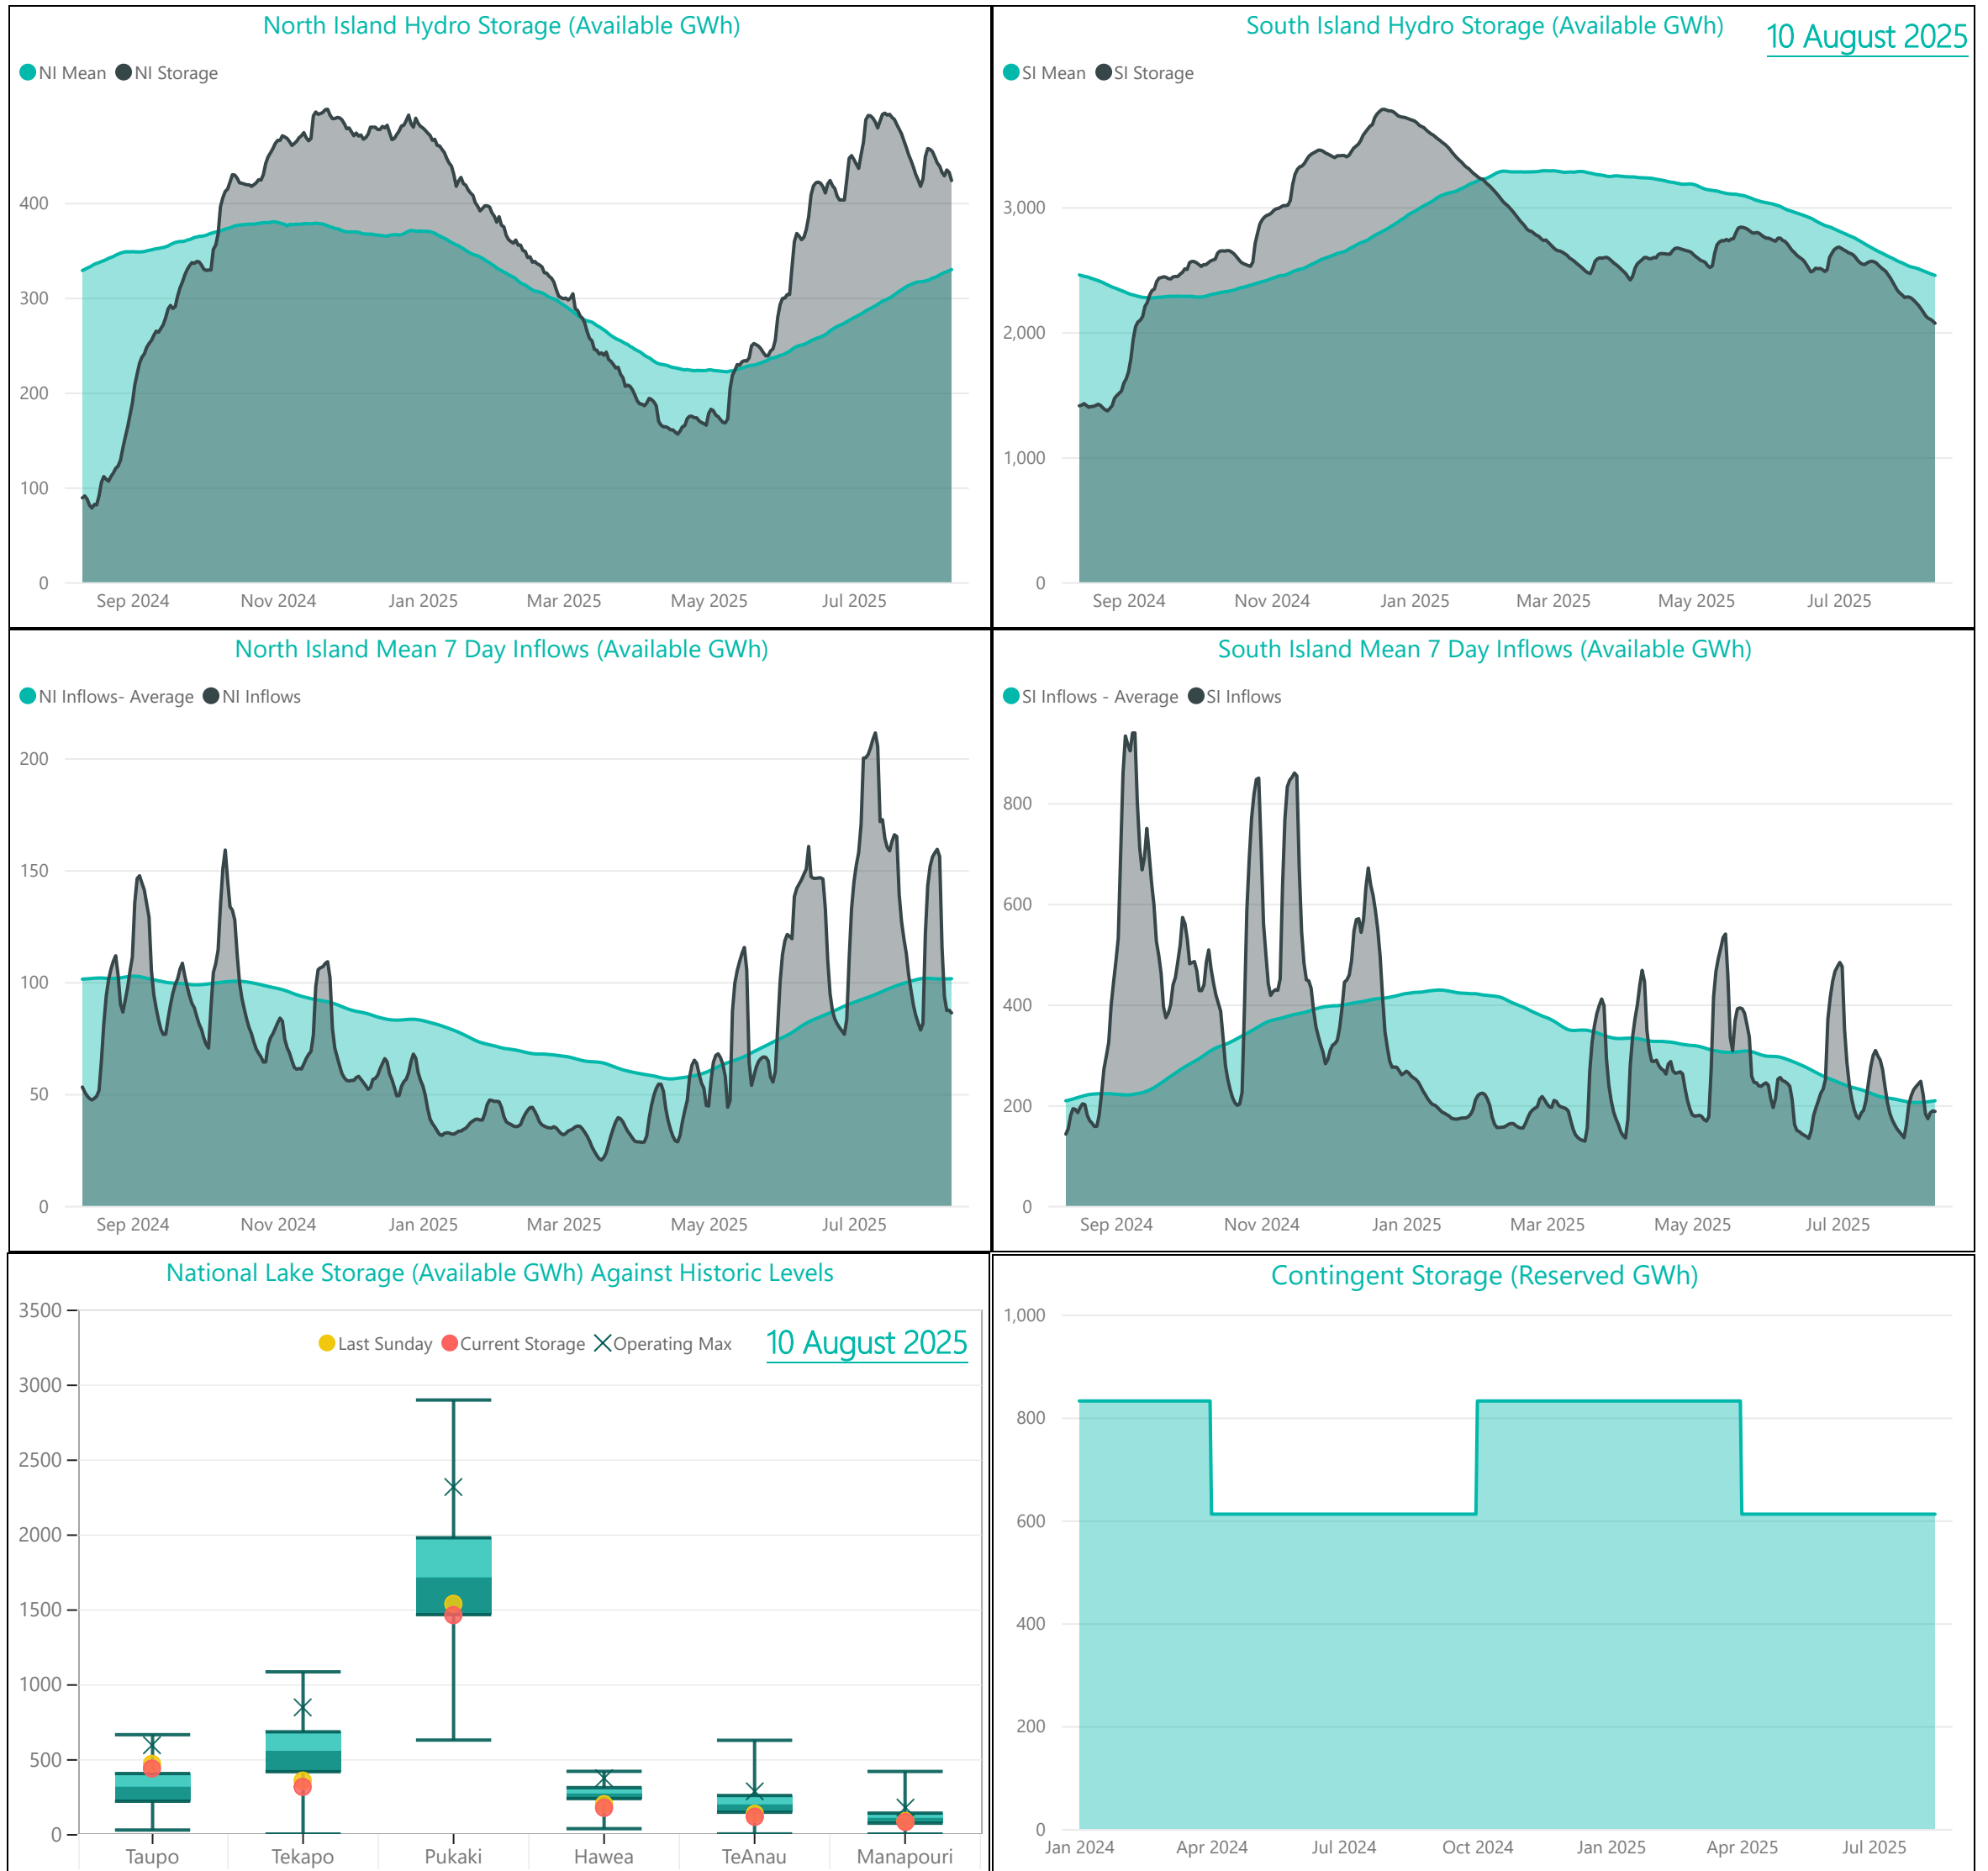 North Island Hydro Storage (Available GWh)
NI Mean NI Storage
400
300
200
100
0
Sep 2024 Nov 2024 Jan 2025 Mar 2025 May 2025 Jul 2025
South Island Hydro Storage (Available GWh)
10 August 2025
SI Mean SI Storage
3,000
2,000
1,000
0
Sep 2024 Nov 2024 Jan 2025 Mar 2025 May 2025 Jul 2025
North Island Mean 7 Day Inflows (Available GWh)
NI Inflows- Average NI Inflows
200
150
100
50
0
Sep 2024 Nov 2024 Jan 2025 Mar 2025 May 2025 Jul 2025
South Island Mean 7 Day Inflows (Available GWh)
SI Inflows - Average SI Inflows
800
600
400
200
0
Sep 2024 Nov 2024 Jan 2025 Mar 2025 May 2025 Jul 2025
National Lake Storage (Available GWh) Against Historic Levels
Last Sunday Current Storage Operating Max
10 August 2025
3500
3000
2500
2000
1500
1000
500
0
Taupo Tekapo Pukaki Hawea TeAnau Manapouri
Contingent Storage (Reserved GWh)
1,000
800
600
400
200
0
Jan 2024 Apr 2024 Jul 2024 Oct 2024 Jan 2025 Apr 2025 Jul 2025